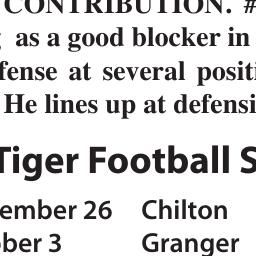 CONTRIBUTION. #
as a good blocker in
fense at several positi
He lines up at defensi
Tiger Football S
ember 26 Chilton
ber 3 Granger